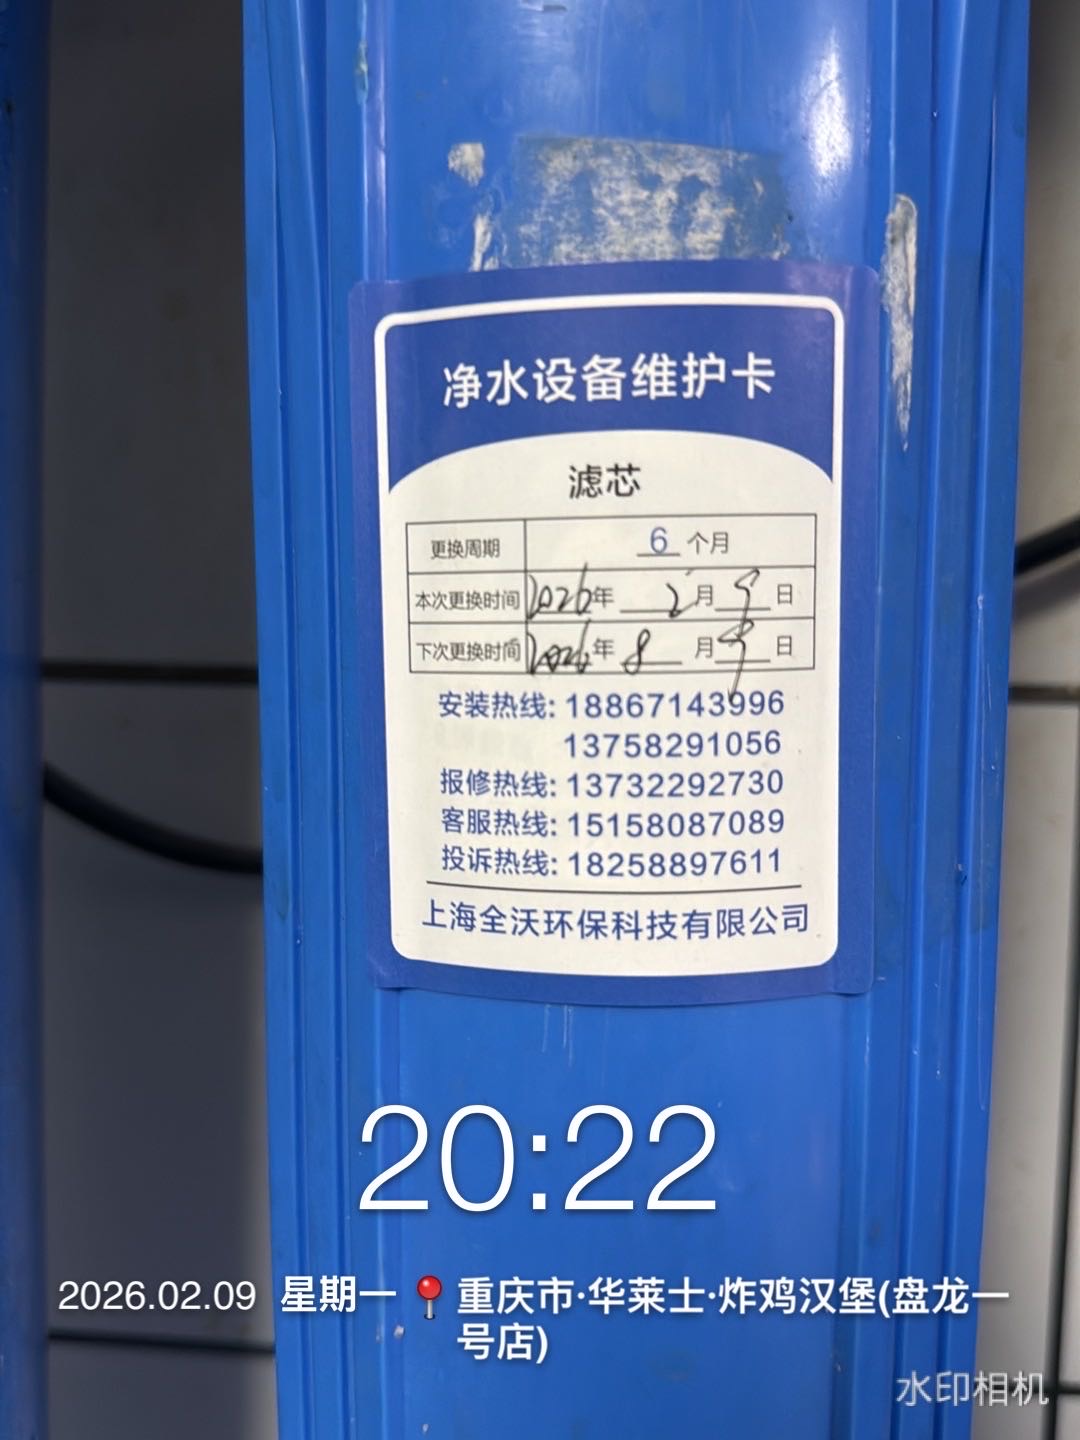 净水设备维护卡
滤芯
更换周期 6 个月
本次更换时间 2026年 2月 9日
下次更换时间 2026年 8月 9日
安装热线: 18867143996
13758291056
报修热线: 13732292730
客服热线: 15158087089
投诉热线: 18258897611
上海全沃环保科技有限公司
20:22
2026.02.09 星期一 重庆市·华莱士·炸鸡汉堡(盘龙一
号店)
水印相机